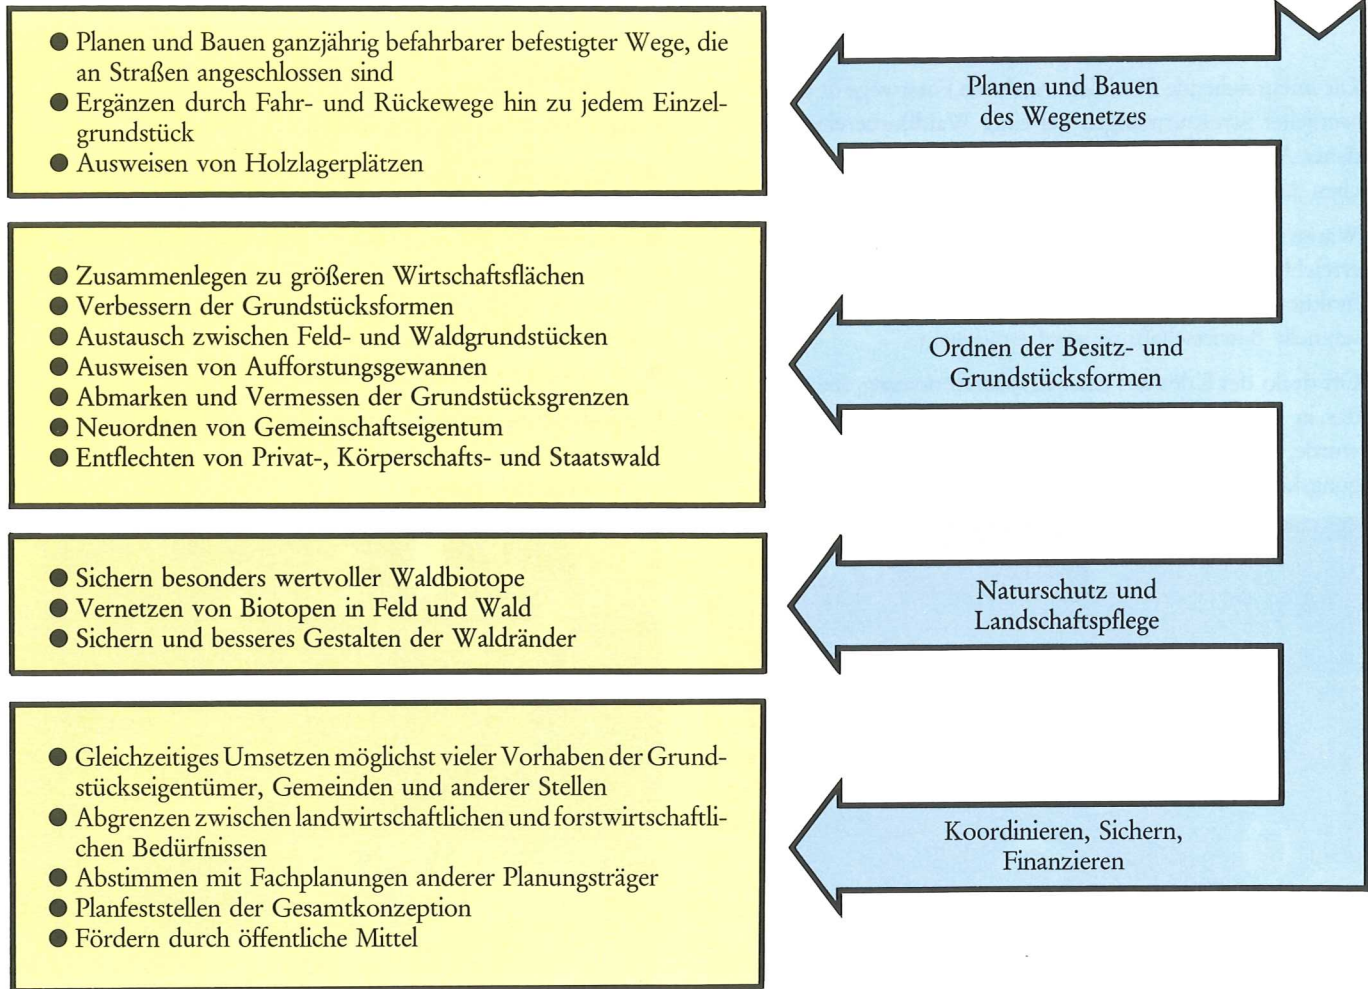 ● Planen und Bauen ganzjährig befahrbarer befestigter Wege, die
an Straßen angeschlossen sind
● Ergänzen durch Fahr- und Rückewege hin zu jedem Einzel-
grundstück
● Ausweisen von Holzlagerplätzen
Planen und Bauen
des Wegenetzes
● Zusammenlegen zu größeren Wirtschaftsflächen
● Verbessern der Grundstücksformen
● Austausch zwischen Feld- und Waldgrundstücken
● Ausweisen von Aufforstungsgewannen
● Abmarken und Vermessen der Grundstücksgrenzen
● Neuordnen von Gemeinschaftseigentum
● Entflechten von Privat-, Körperschafts- und Staatswald
Ordnen der Besitz- und
Grundstücksformen
● Sichern besonders wertvoller Waldbiotope
● Vernetzen von Biotopen in Feld und Wald
● Sichern und besseres Gestalten der Waldränder
Naturschutz und
Landschaftspflege
● Gleichzeitiges Umsetzen möglichst vieler Vorhaben der Grund-
stückseigentümer, Gemeinden und anderer Stellen
● Abgrenzen zwischen landwirtschaftlichen und forstwirtschaftli-
chen Bedürfnissen
● Abstimmen mit Fachplanungen anderer Planungsträger
● Planfeststellen der Gesamtkonzeption
● Fördern durch öffentliche Mittel
Koordinieren, Sichern,
Finanzieren